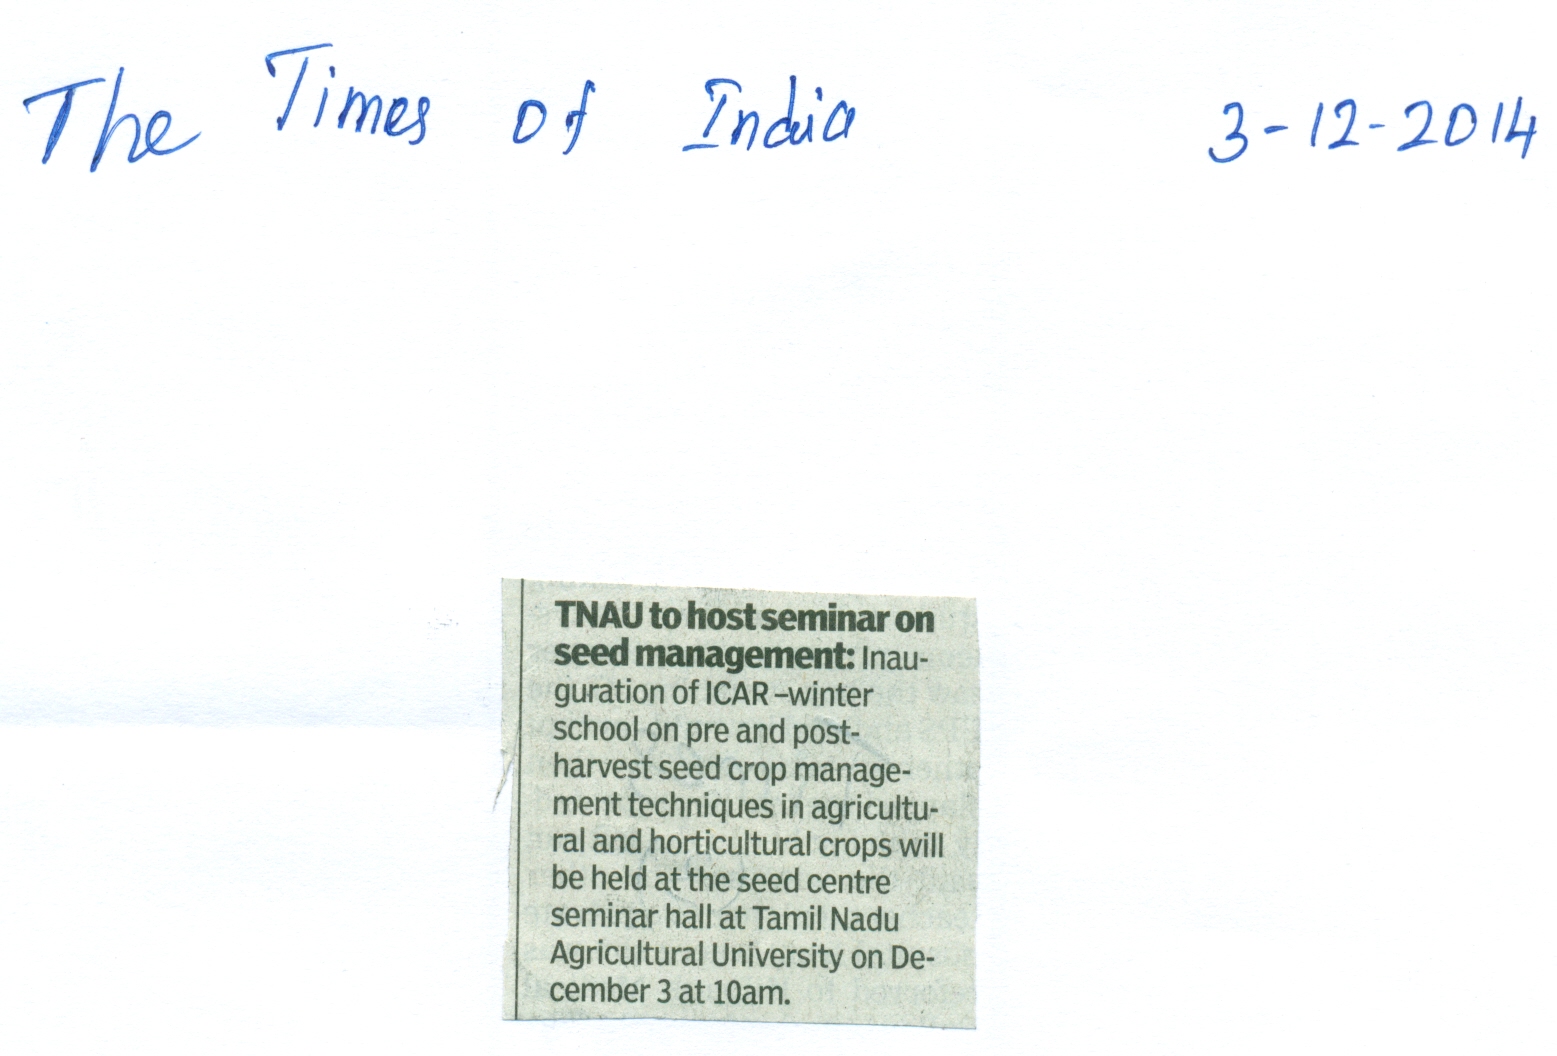 The Times of India 3-12-2014
TNAU to host seminar on
seed management: Inau-
guration of ICAR –winter
school on pre and post-
harvest seed crop manage-
ment techniques in agricultu-
ral and horticultural crops will
be held at the seed centre
seminar hall at Tamil Nadu
Agricultural University on De-
cember 3 at 10am.